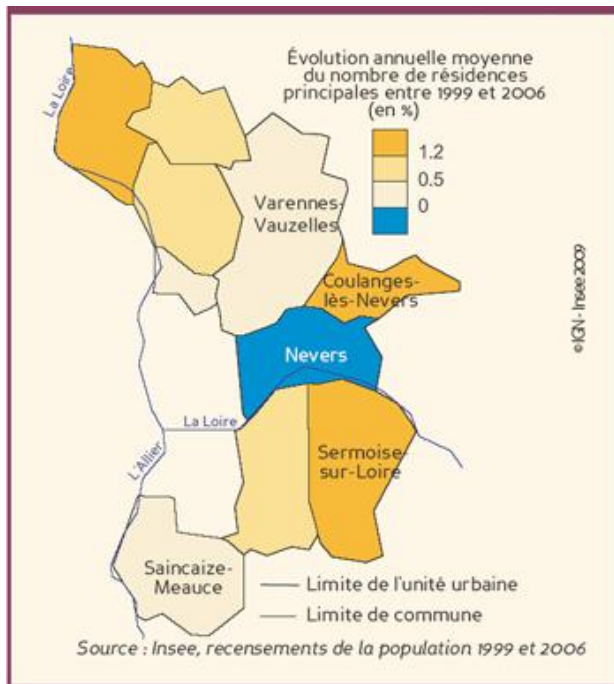 Évolution annuelle moyenne
du nombre de résidences
principales entre 1999 et 2006
(en %)
1.2
0.5
0
La Loire
Varennes-
Vauzelles
Coulanges-
lès-Nevers
©IGN - Insee 2009
Nevers
La Loire
L'Allier
Sermoise-
sur-Loire
Saincaize-
Meauce
Limite de l'unité urbaine
Limite de commune
Source : Insee, recensements de la population 1999 et 2006